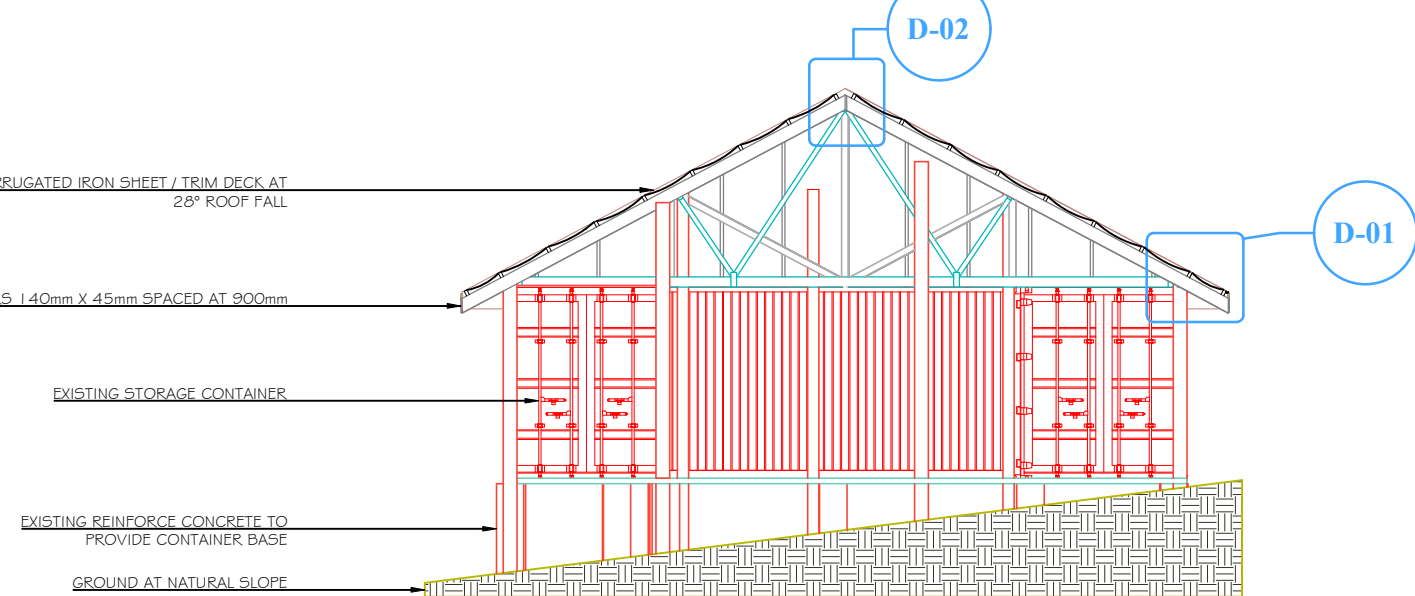 D-02
CORRUGATED IRON SHEET / TRIM DECK AT
28° ROOF FALL
D-01
140mm X 45mm SPACED AT 900mm
EXISTING STORAGE CONTAINER
EXISTING REINFORCE CONCRETE TO
PROVIDE CONTAINER BASE
GROUND AT NATURAL SLOPE